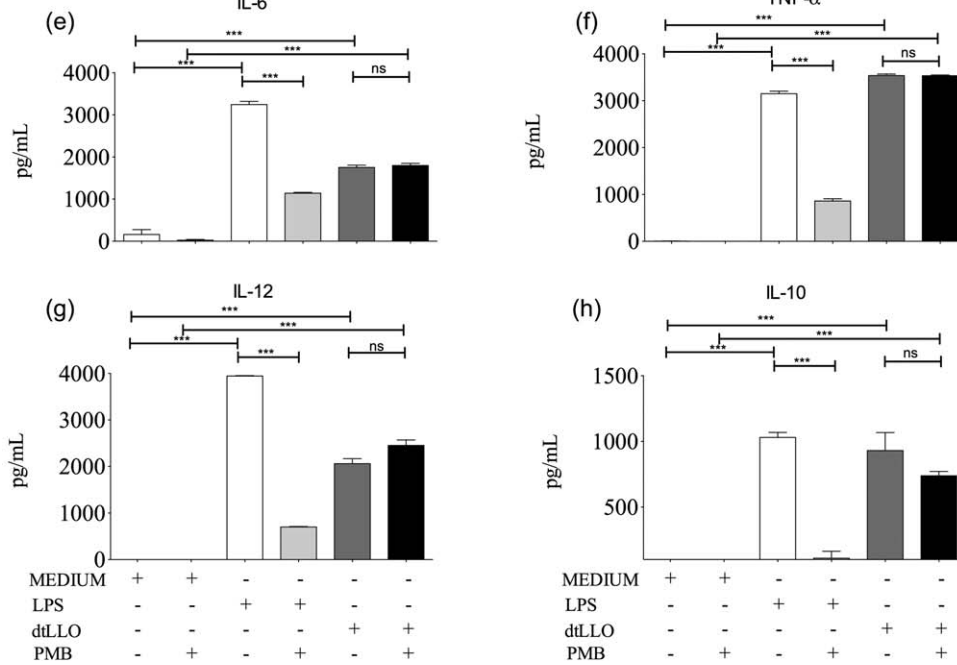 IL-6
(e)
***
***
***
***
ns
4000
3000
2000
1000
0
pg/mL
TNF-α
(f)
***
***
***
***
ns
4000
3000
2000
1000
0
pg/mL
IL-12
(g)
***
***
***
***
ns
4000
3000
2000
1000
0
pg/mL
MEDIUM + + - - - -
LPS - - + + - -
dtLLO - - - - + +
PMB - + - + - +
IL-10
(h)
***
***
***
***
ns
1500
1000
500
pg/mL
MEDIUM + + - - - -
LPS - - + + - -
dtLLO - - - - + +
PMB - + - + - +